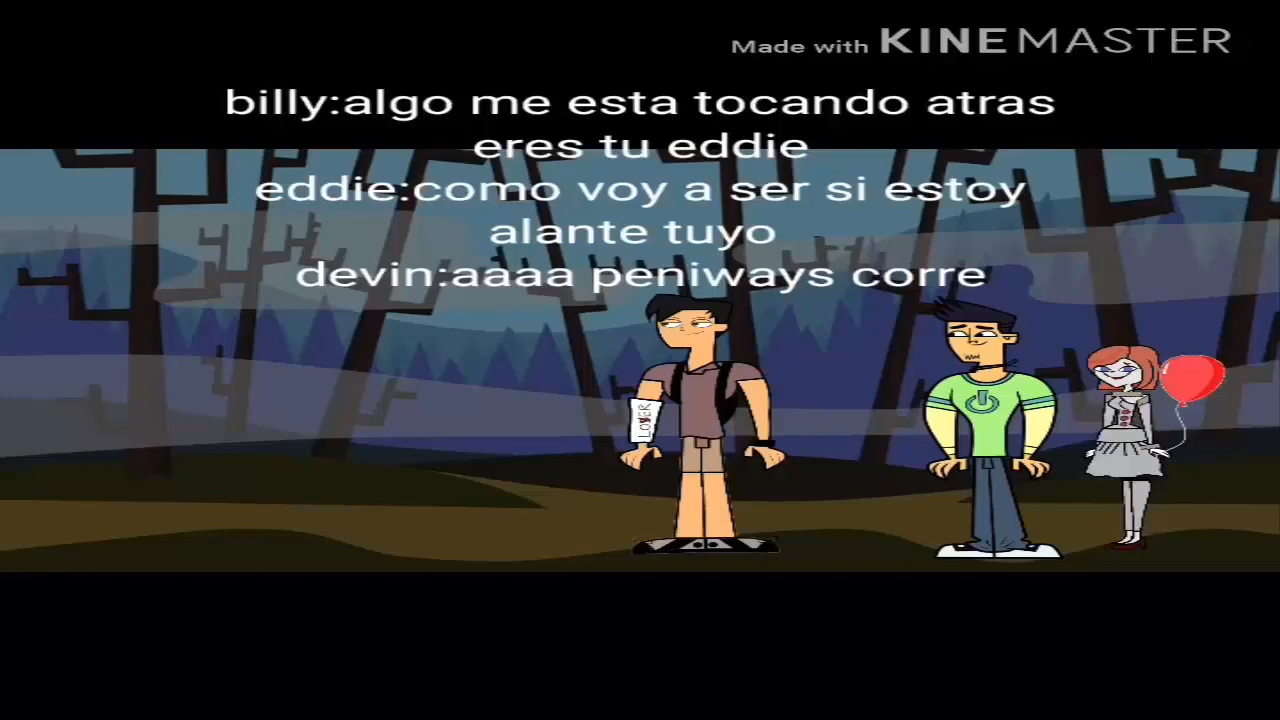 Made with KINEMASTER
billy:algo me esta tocando atras
eres tu eddie
eddie:como voy a ser si estoy
alante tuyo
devin:aaaa peniways corre
LOVER